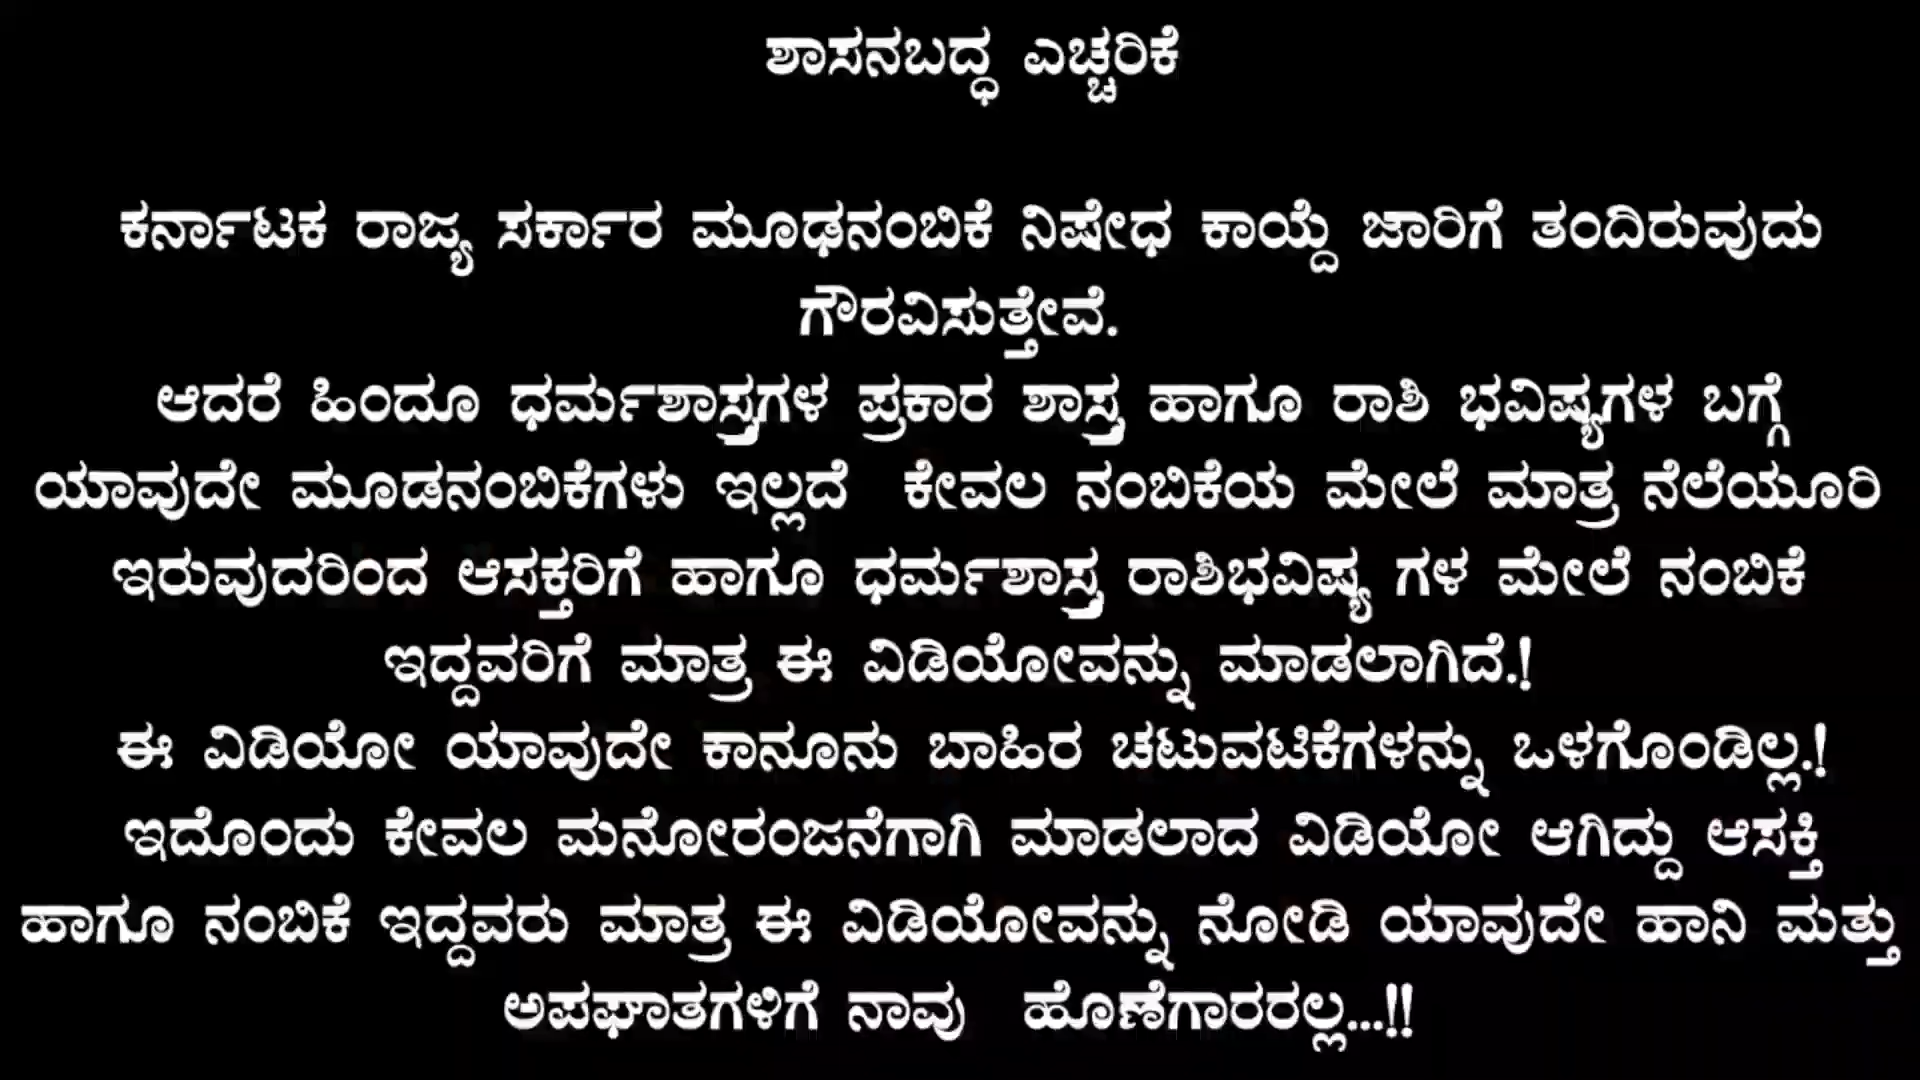 ಶಾಸನಬದ್ಧ ಎಚ್ಚರಿಕೆ
ಕರ್ನಾಟಕ ರಾಜ್ಯ ಸರ್ಕಾರ ಮೂಢನಂಬಿಕೆ ನಿಷೇಧ ಕಾಯ್ದೆ ಜಾರಿಗೆ ತಂದಿರುವುದು
ಗೌರವಿಸುತ್ತೇವೆ.
ಆದರೆ ಹಿಂದೂ ಧರ್ಮಶಾಸ್ತ್ರಗಳ ಪ್ರಕಾರ ಶಾಸ್ತ್ರ ಹಾಗೂ ರಾಶಿ ಭವಿಷ್ಯಗಳ ಬಗ್ಗೆ
ಯಾವುದೇ ಮೂಡನಂಬಿಕೆಗಳು ಇಲ್ಲದೆ ಕೇವಲ ನಂಬಿಕೆಯ ಮೇಲೆ ಮಾತ್ರ ನೆಲೆಯೂರಿ
ಇರುವುದರಿಂದ ಆಸಕ್ತರಿಗೆ ಹಾಗೂ ಧರ್ಮಶಾಸ್ತ್ರ ರಾಶಿಭವಿಷ್ಯ ಗಳ ಮೇಲೆ ನಂಬಿಕೆ
ಇದ್ದವರಿಗೆ ಮಾತ್ರ ಈ ವಿಡಿಯೋವನ್ನು ಮಾಡಲಾಗಿದೆ.!
ಈ ವಿಡಿಯೋ ಯಾವುದೇ ಕಾನೂನು ಬಾಹಿರ ಚಟುವಟಿಕೆಗಳನ್ನು ಒಳಗೊಂಡಿಲ್ಲ.!
ಇದೊಂದು ಕೇವಲ ಮನೋರಂಜನೆಗಾಗಿ ಮಾಡಲಾದ ವಿಡಿಯೋ ಆಗಿದ್ದು ಆಸಕ್ತಿ
ಹಾಗೂ ನಂಬಿಕೆ ಇದ್ದವರು ಮಾತ್ರ ಈ ವಿಡಿಯೋವನ್ನು ನೋಡಿ ಯಾವುದೇ ಹಾನಿ ಮತ್ತು
ಅಪಘಾತಗಳಿಗೆ ನಾವು ಹೊಣೆಗಾರರಲ್ಲ...!!